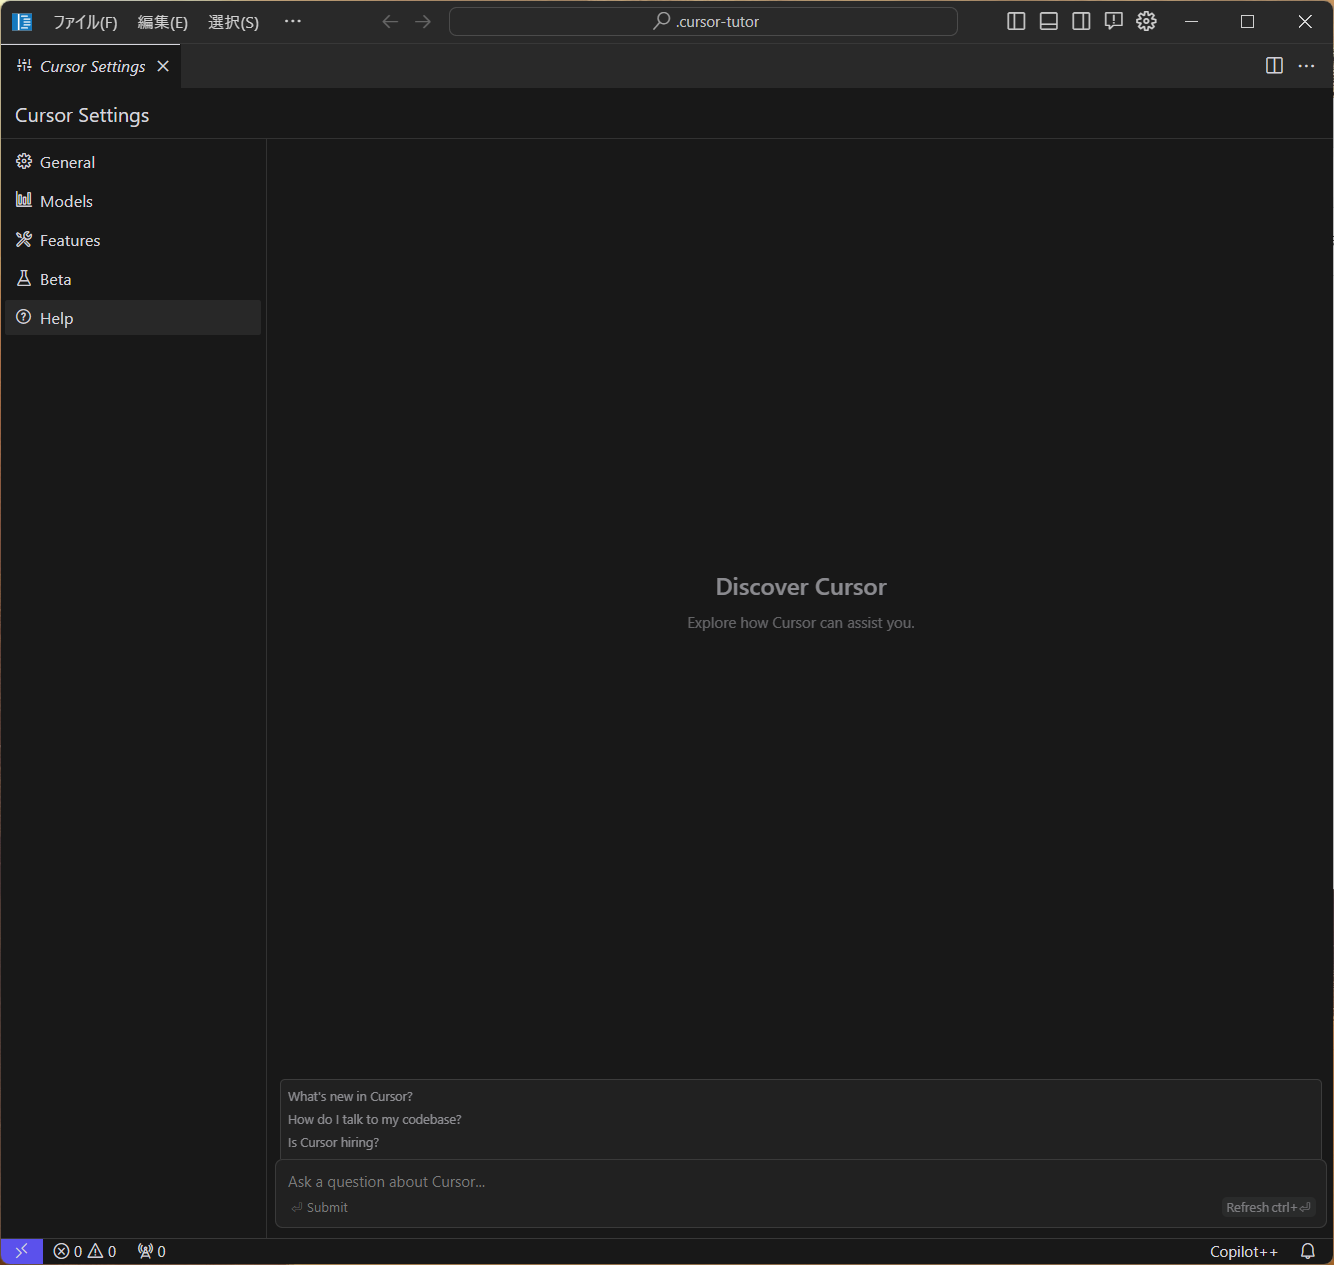 ファイル(F) 編集(E) 選択(S) ··· .cursor-tutor
Cursor Settings
Cursor Settings
General
Models
Features
Beta
Help
Discover Cursor
Explore how Cursor can assist you.
What's new in Cursor?
How do I talk to my codebase?
Is Cursor hiring?
Ask a question about Cursor...
⏎ Submit
Refresh ctrl+⏎
0 0 0
Copilot++